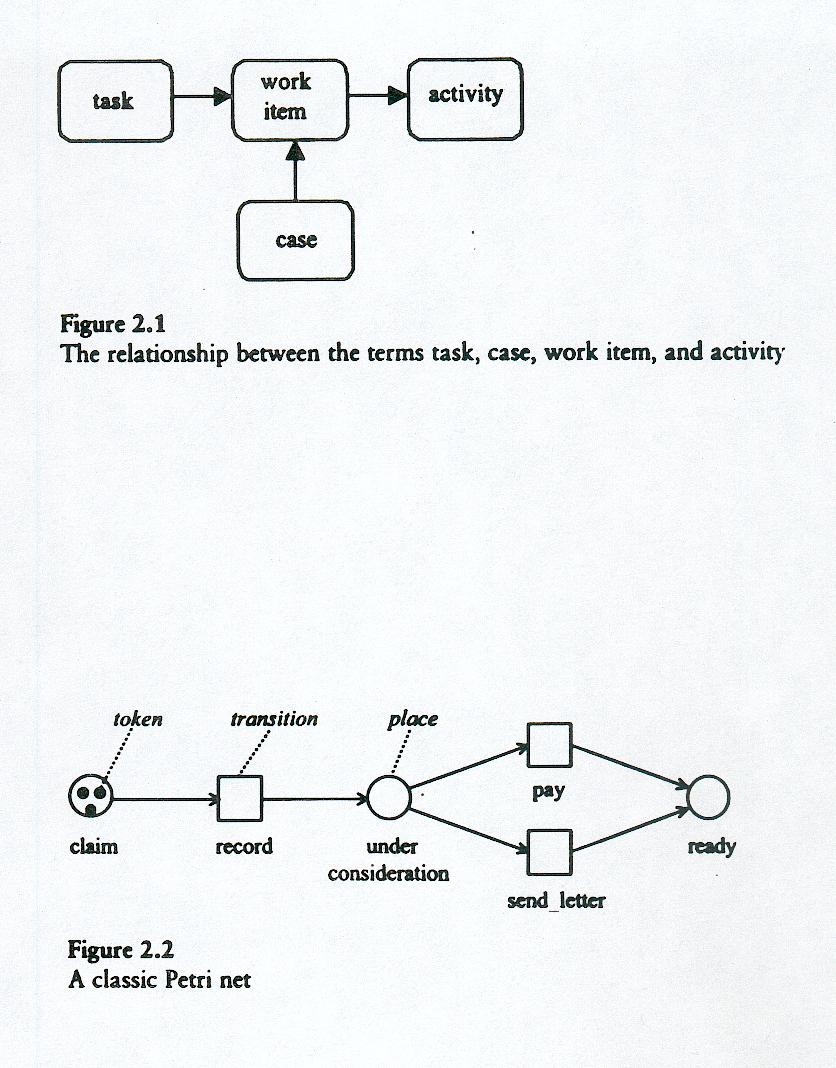 task
work
item
activity
case
Figure 2.1
The relationship between the terms task, case, work item, and activity
token transition place
pay
claim record under ready
consideration
send_letter
Figure 2.2
A classic Petri net